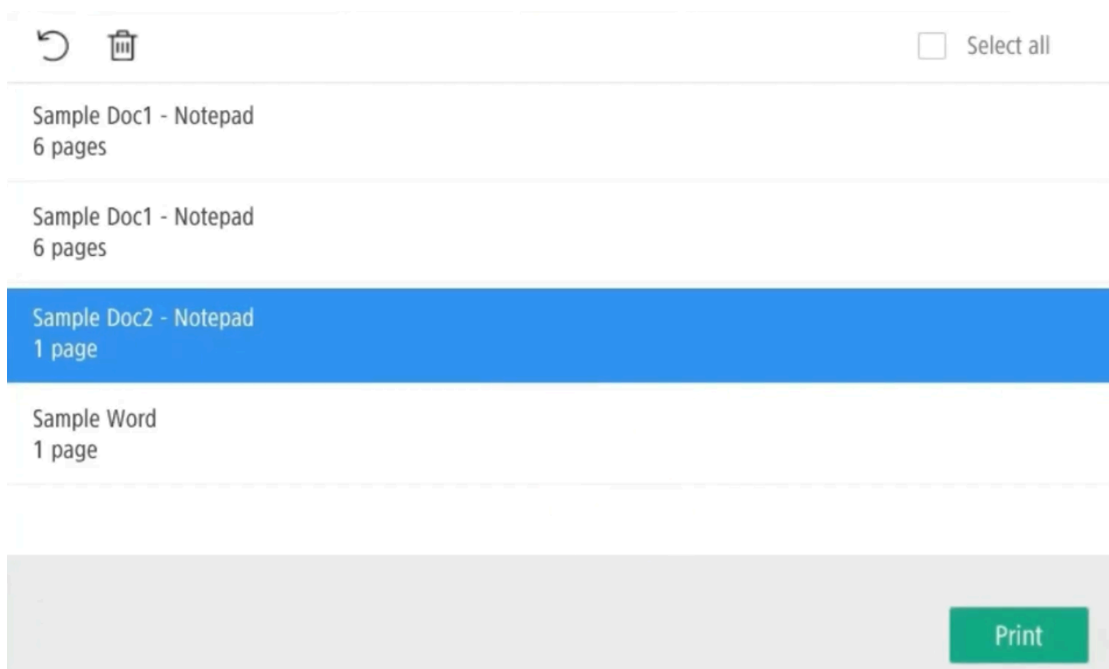 Select all
Sample Doc1 - Notepad
6 pages
Sample Doc1 - Notepad
6 pages
Sample Doc2 - Notepad
1 page
Sample Word
1 page
Print